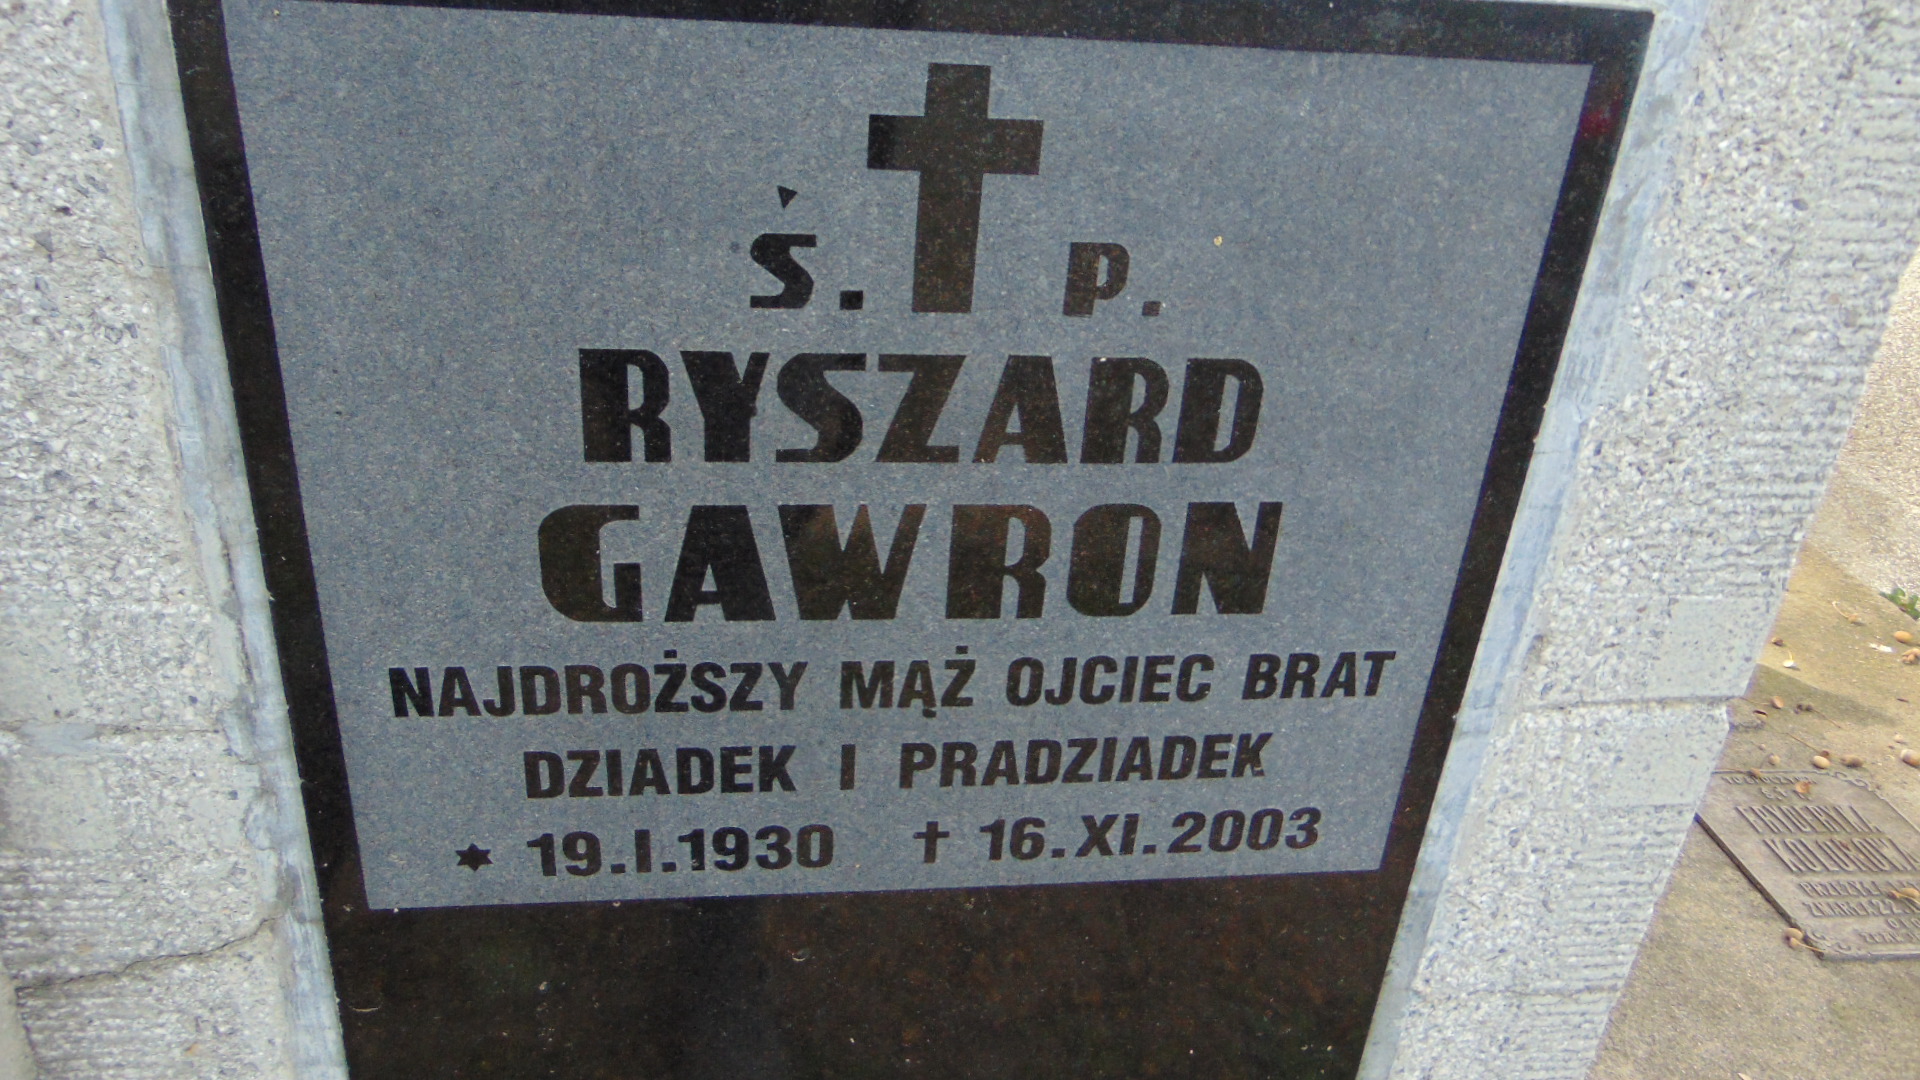 Ś. P.
RYSZARD
GAWRON
NAJDROŻSZY MĄŻ OJCIEC BRAT
DZIADEK I PRADZIADEK
* 19.I.1930 † 16.XI.2003